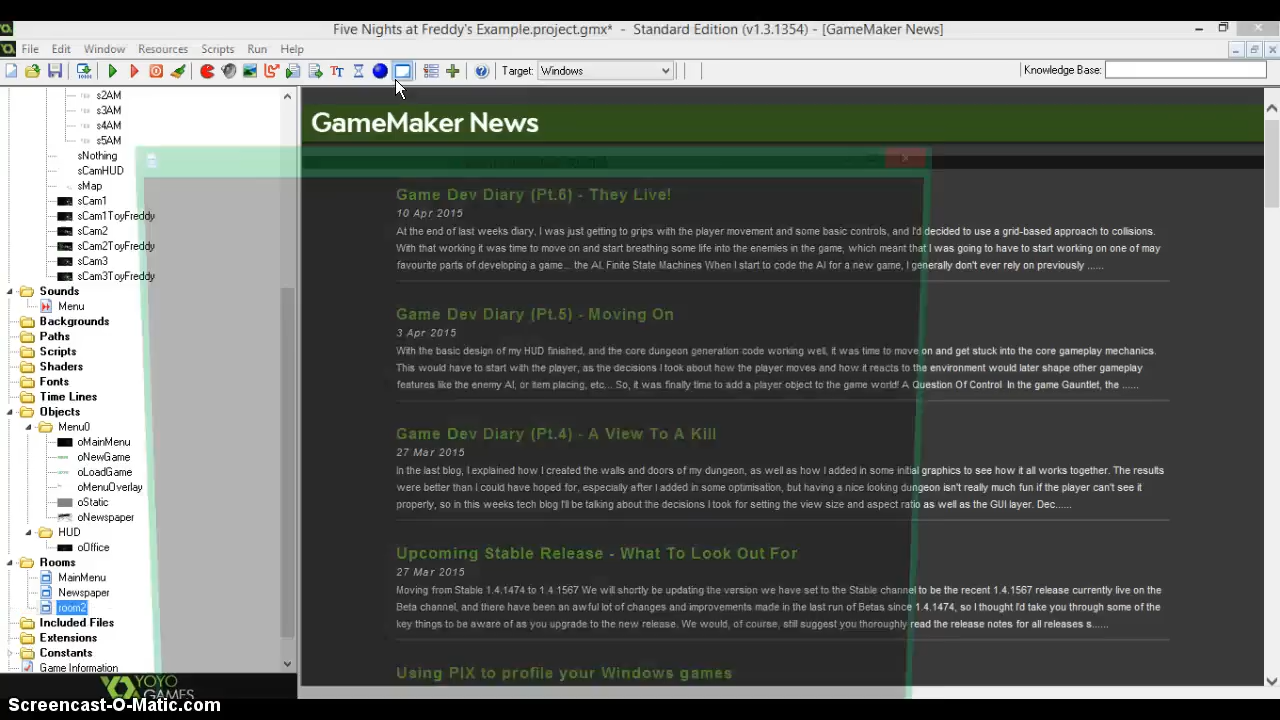 Five Nights at Freddy's Example.project.gmx* - Standard Edition (v1.3.1354) - [GameMaker News]
File Edit Window Resources Scripts Run Help
Target: Windows Knowledge Base:
s2AM
s3AM
s4AM
s5AM
sNothing
sCamHUD
sMap
sCam1
sCam1ToyFreddy
sCam2
sCam2ToyFreddy
sCam3
sCam3ToyFreddy
Sounds
Menu
Backgrounds
Paths
Scripts
Shaders
Fonts
Time Lines
Objects
Menu0
oMainMenu
oNewGame
oLoadGame
oMenuOverlay
oStatic
oNewspaper
HUD
oOffice
Rooms
MainMenu
Newspaper
room2
Included Files
Extensions
Constants
Game Information
YOYO
GAMES
GameMaker News
Game Dev Diary (Pt.6) - They Live!
10 Apr 2015
At the end of last weeks diary, I was just getting to grips with the player movement and some basic controls, and I'd decided to use a grid-based approach to collisions.
With that working it was time to move on and start breathing some life into the enemies in the game, which meant that I was going to have to start working on one of may
favourite parts of developing a game... the AI. Finite State Machines When I start to code the AI for a new game, I generally don't ever rely on previously ......
Game Dev Diary (Pt.5) - Moving On
3 Apr 2015
With the basic design of my HUD finished, and the core dungeon generation code working well, it was time to move on and get stuck into the core gameplay mechanics.
This would have to start with the player, as the decisions I took about how the player moves and how it reacts to the environment would later shape other gameplay
features like the enemy AI, or item placing, etc... So, it was finally time to add a player object to the game world! A Question Of Control In the game Gauntlet, the ......
Game Dev Diary (Pt.4) - A View To A Kill
27 Mar 2015
In the last blog, I explained how I created the walls and doors of my dungeon, as well as how I added in some initial graphics to see how it all works together. The results
were better than I could have hoped for, especially after I added in some optimisation, but having a nice looking dungeon isn't really much fun if the player can't see it
properly, so in this weeks tech blog I'll be talking about the decisions I took for setting the view size and aspect ratio as well as the GUI layer. Dec......
Upcoming Stable Release - What To Look Out For
27 Mar 2015
Moving from Stable 1.4.1474 to 1.4.1567 We will shortly be updating the version we have set to the Stable channel to be the recent 1.4.1567 release currently live on the
Beta channel, and there have been an awful lot of changes and improvements made in the last run of Betas since 1.4.1474, so I thought I'd take you through some of the
key things to be aware of as you upgrade to the new release. We would, of course, still suggest you thoroughly read the release notes for all releases s......
Using PIX to profile your Windows games
Screencast-O-Matic.com